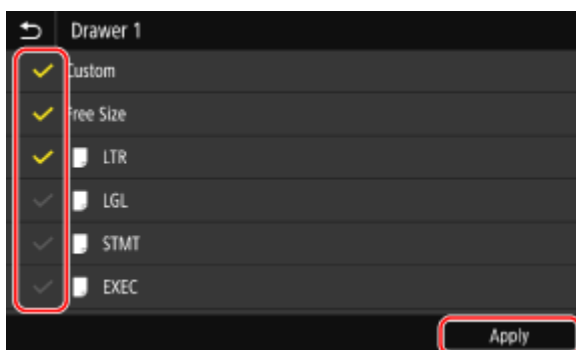 Drawer 1
Custom
Free Size
LTR
LGL
STMT
EXEC
Apply